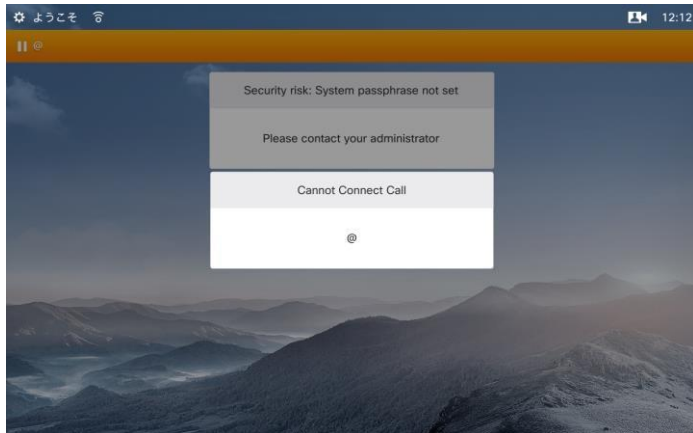 ようこそ
12:12
@
Security risk: System passphrase not set
Please contact your administrator
Cannot Connect Call
@